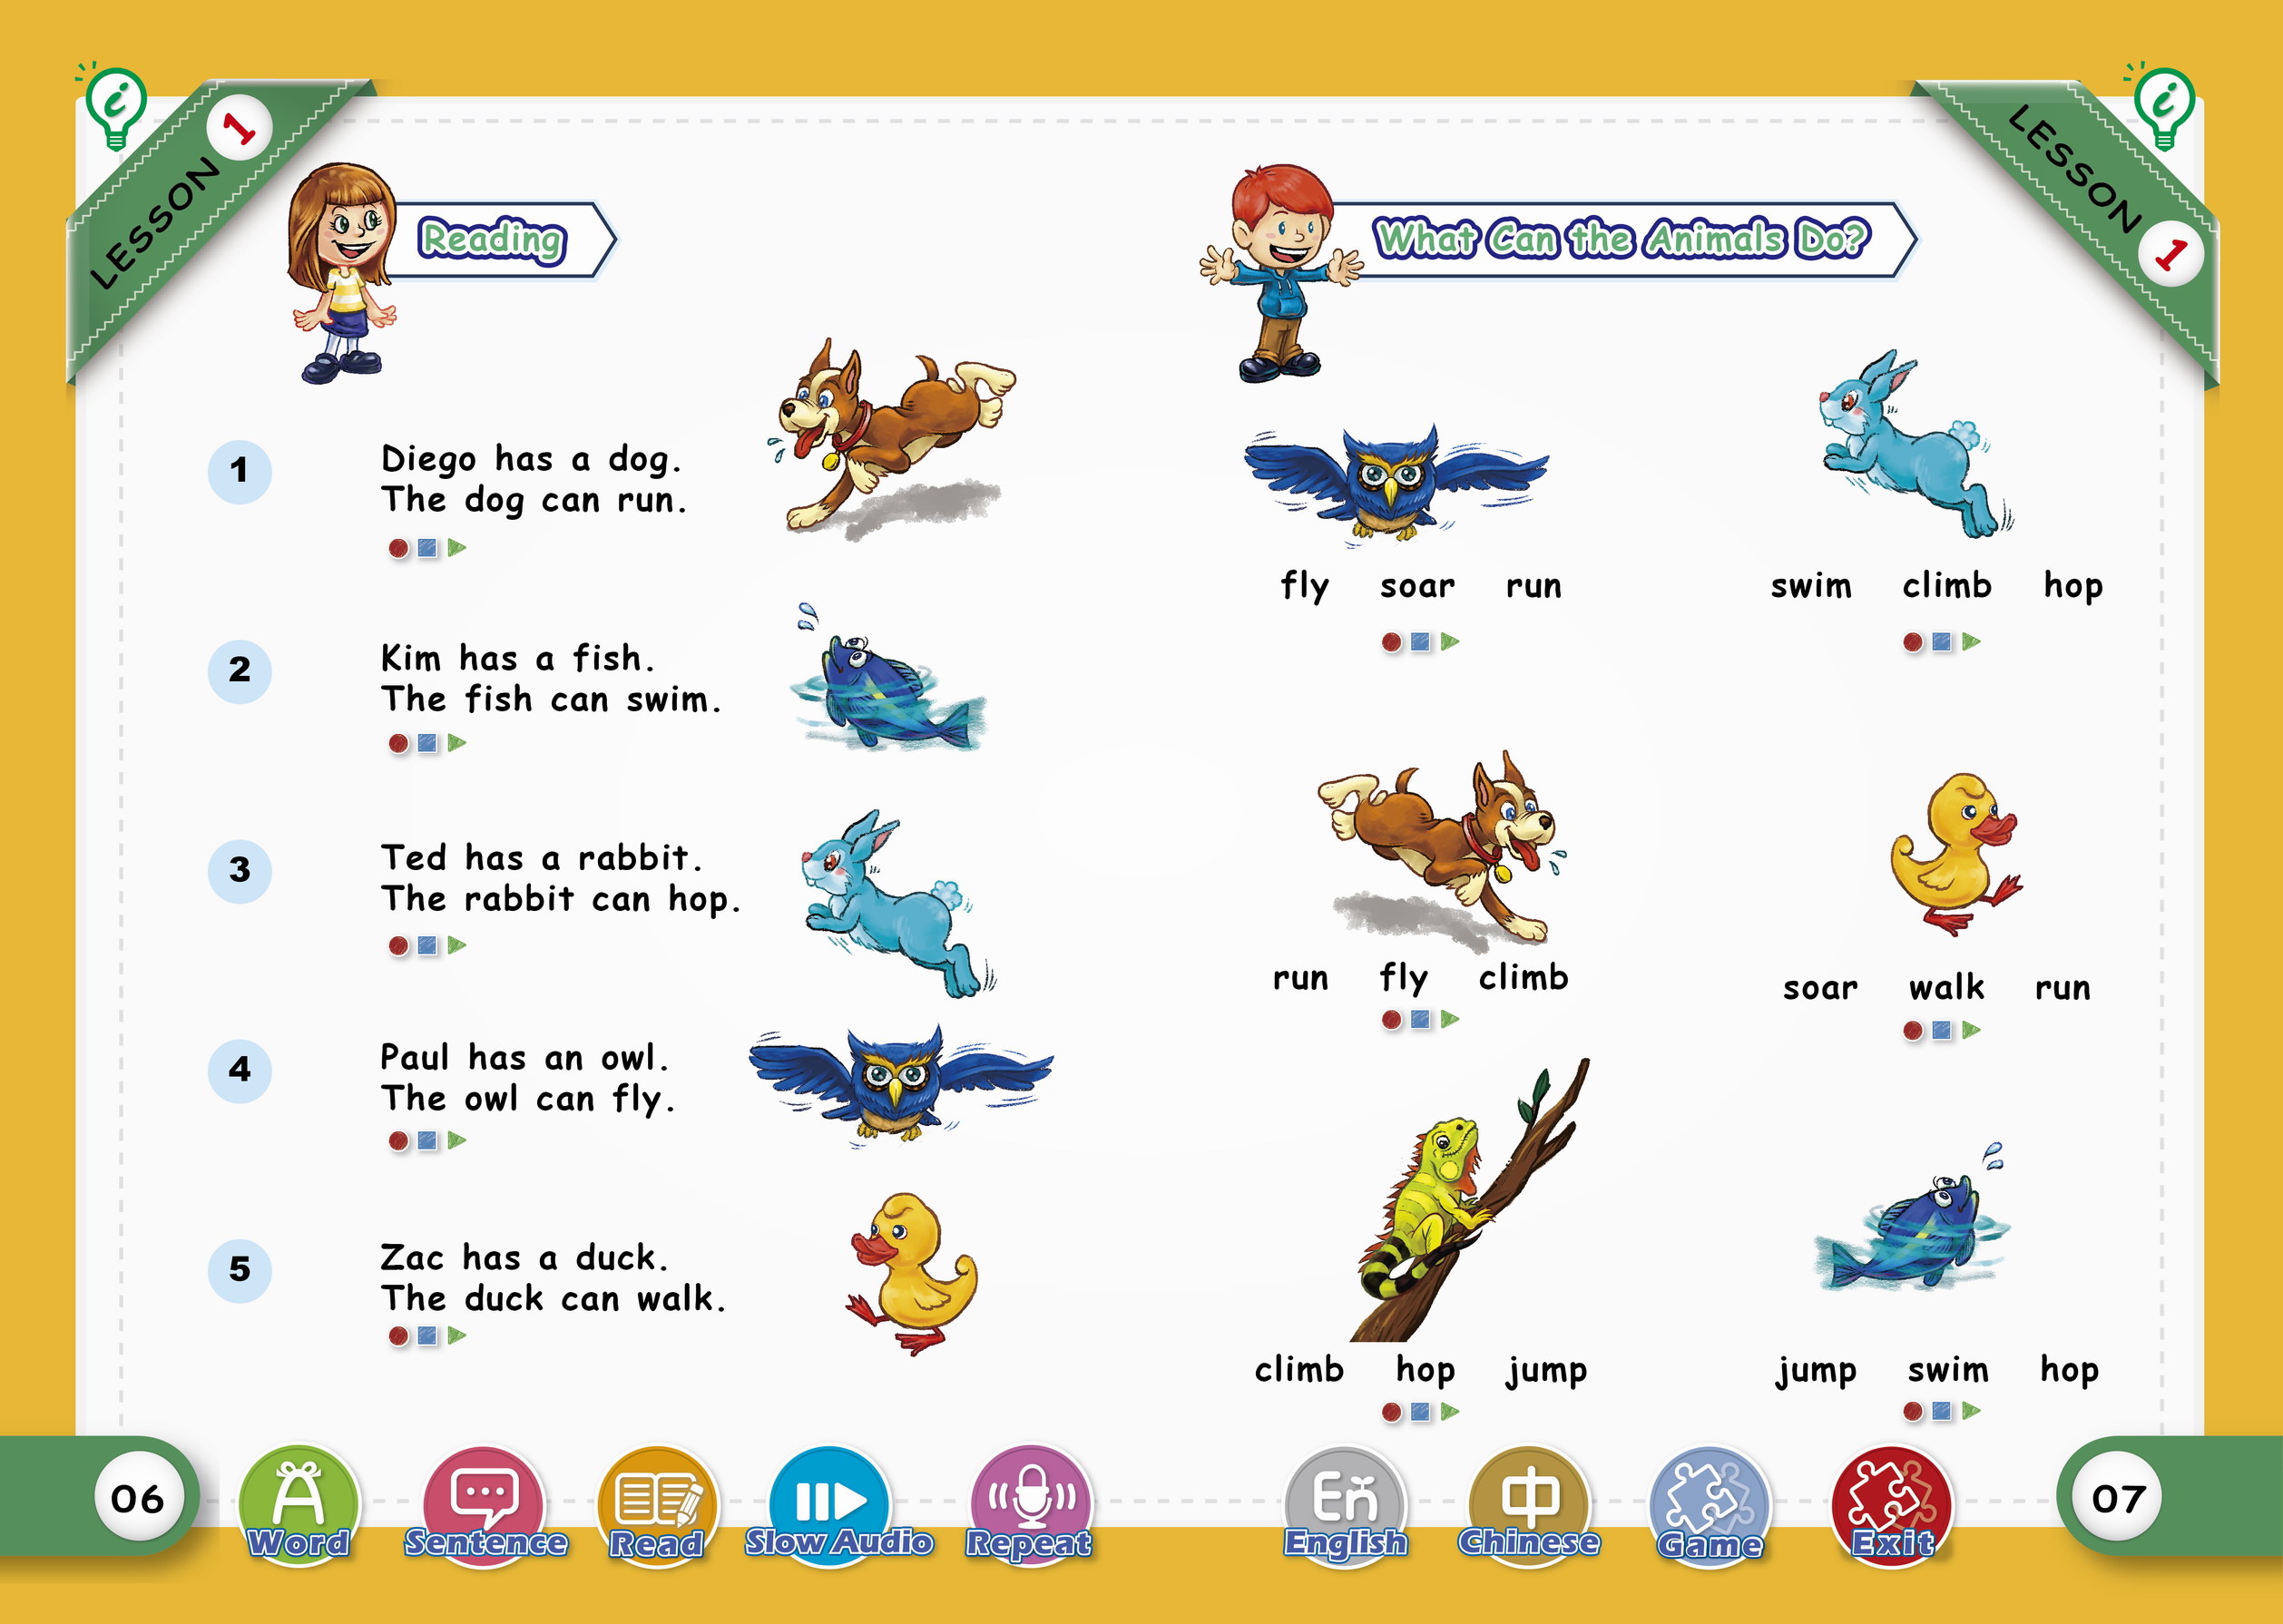 LESSON 1
Reading
1
Diego has a dog.
The dog can run.
2
Kim has a fish.
The fish can swim.
3
Ted has a rabbit.
The rabbit can hop.
4
Paul has an owl.
The owl can fly.
5
Zac has a duck.
The duck can walk.
06
Word
Sentence
Read
Slow Audio
Repeat
LESSON 1
What Can the Animals Do?
fly soar run
swim climb hop
run fly climb
soar walk run
climb hop jump
jump swim hop
En
English
中
Chinese
Game
Exit
07